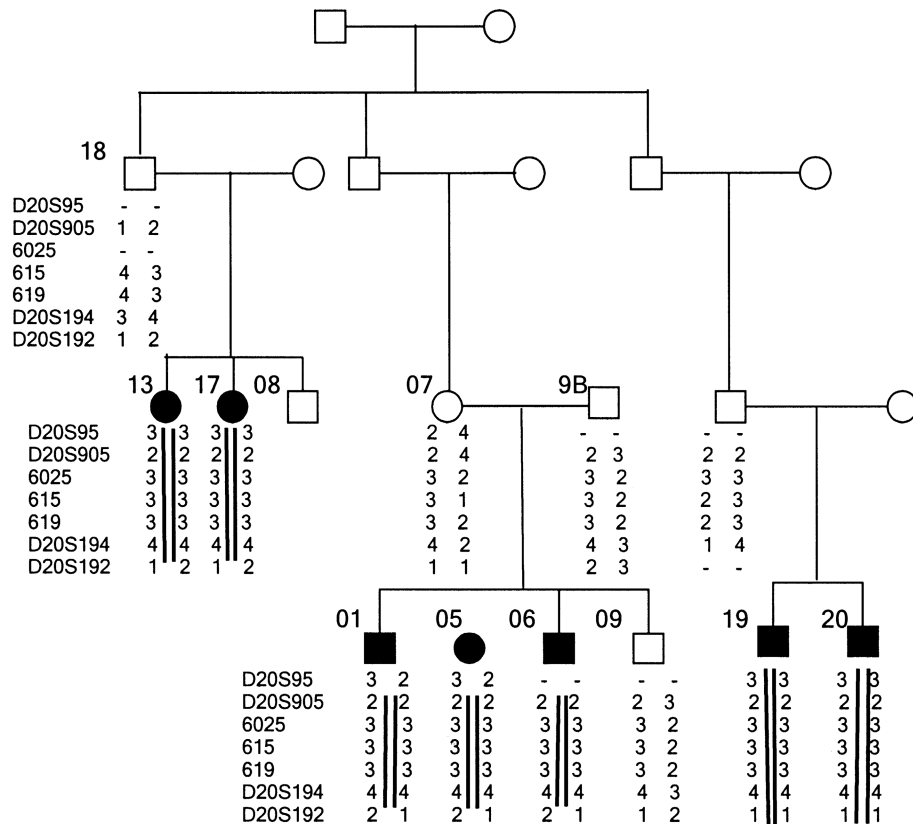 18
D20S95 - -
D20S905 1 2
6025 - -
615 4 3
619 4 3
D20S194 3 4
D20S192 1 2
13 17 08 07 9B
D20S95 3 3 3 3 2 4 - - - -
D20S905 2 2 2 2 2 4 2 3 2 2
6025 3 3 3 3 3 2 3 2 3 3
615 3 3 3 3 3 1 3 2 2 3
619 3 3 3 3 3 2 3 2 2 3
D20S194 4 4 4 4 4 2 4 3 1 4
D20S192 1 2 1 2 1 1 2 3 - -
01 05 06 09 19 20
D20S95 3 2 3 2 - - - - 3 3 3 3
D20S905 2 2 2 2 2 2 2 3 2 2 2 2
6025 3 3 3 3 3 3 3 2 3 3 3 3
615 3 3 3 3 3 3 3 2 3 3 3 3
619 3 3 3 3 3 3 3 2 3 3 3 3
D20S194 4 4 4 4 4 4 4 3 4 4 4 4
D20S192 2 1 2 1 2 1 1 2 1 1 1 1